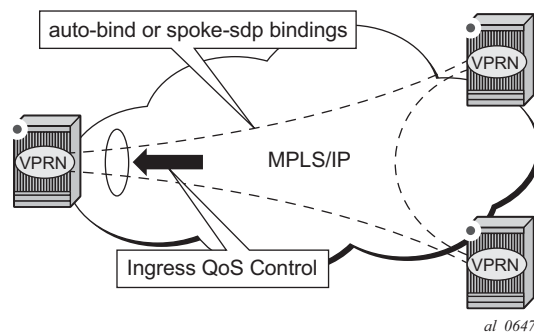 auto-bind or spoke-sdp bindings
VPRN
VPRN
MPLS/IP
Ingress QoS Control
VPRN
al_0647